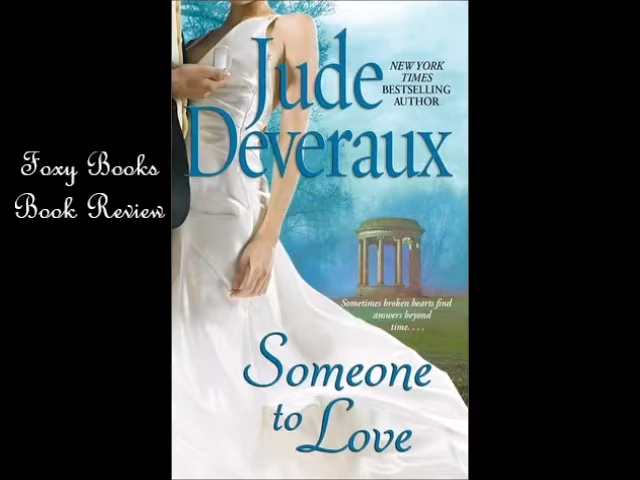 Foxy Books
Book Review
Jude
Deveraux
NEW YORK
TIMES
BESTSELLING
AUTHOR
Sometimes broken hearts find
answers beyond
time. . . .
Someone
to Love